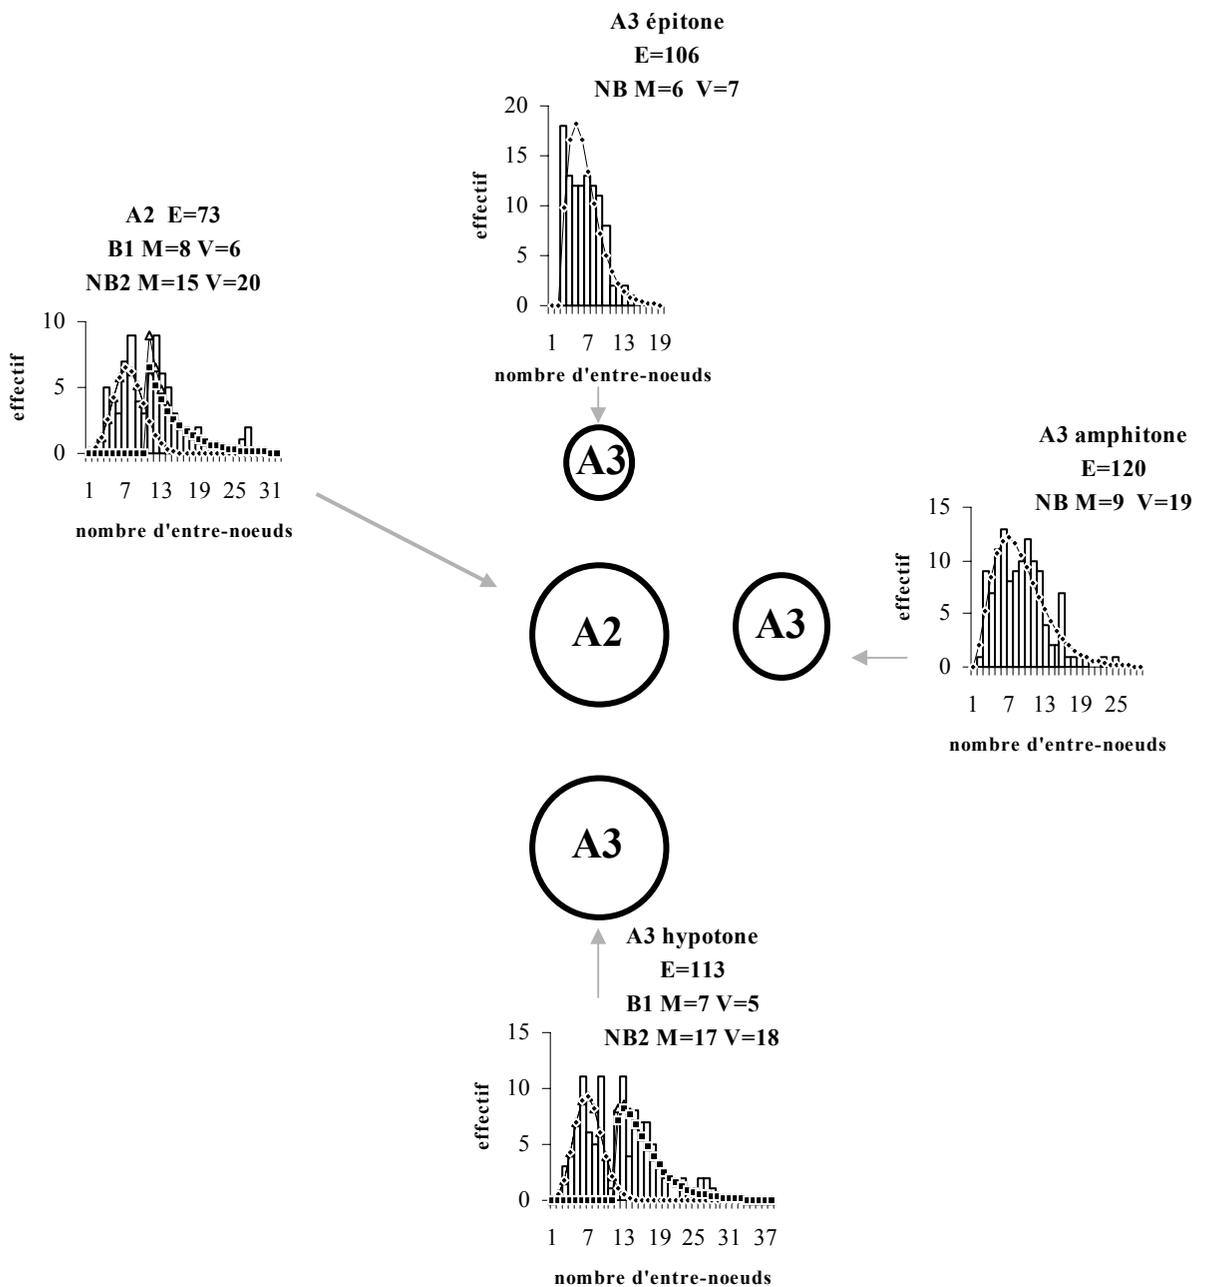 A3 épitone
E=106
NB M=6 V=7
20
15
10
5
0
effectif
1 7 13 19
nombre d'entre-noeuds
A2 E=73
B1 M=8 V=6
NB2 M=15 V=20
10
5
0
effectif
1 7 13 19 25 31
nombre d'entre-noeuds
A3
A3 amphitone
E=120
NB M=9 V=19
15
10
5
0
effectif
1 7 13 19 25
nombre d'entre-noeuds
A2
A3
A3
A3 hypotone
E=113
B1 M=7 V=5
NB2 M=17 V=18
15
10
5
0
effectif
1 7 13 19 25 31 37
nombre d'entre-noeuds